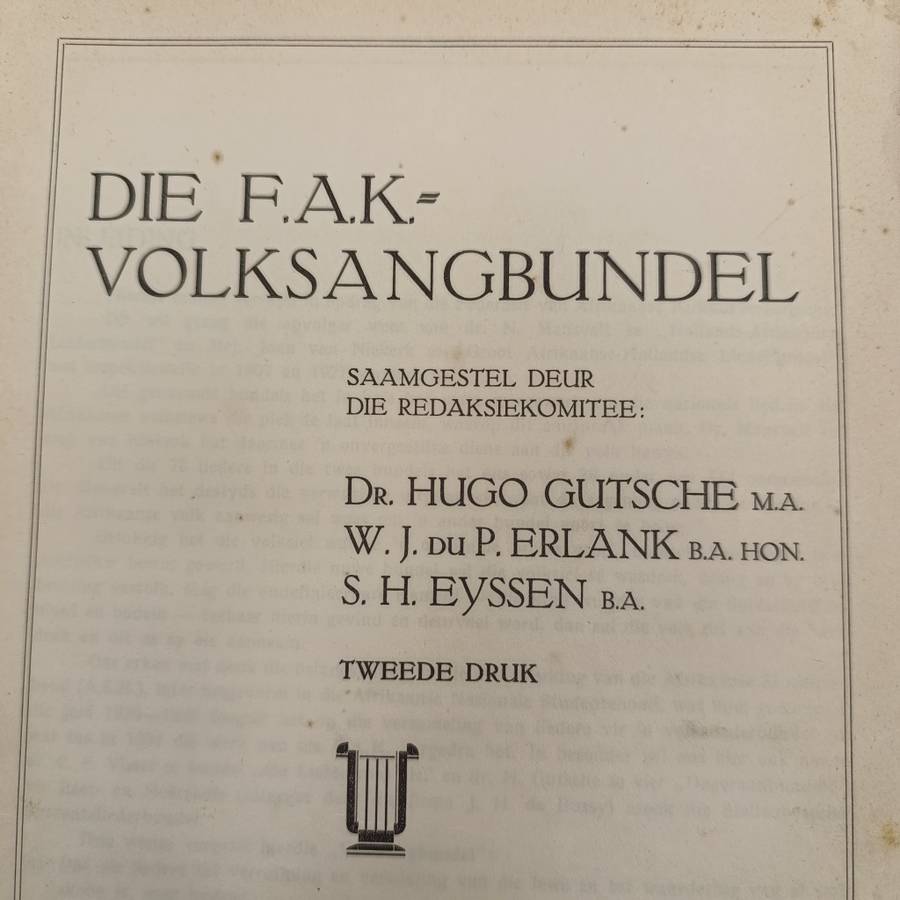 DIE F.A.K.-
VOLKSANGBUNDEL
SAAMGESTEL DEUR
DIE REDAKSIEKOMITEE:
DR. HUGO GUTSCHE M.A.
W. J. DU P. ERLANK B.A. HON.
S. H. EYSSEN B.A.
TWEEDE DRUK